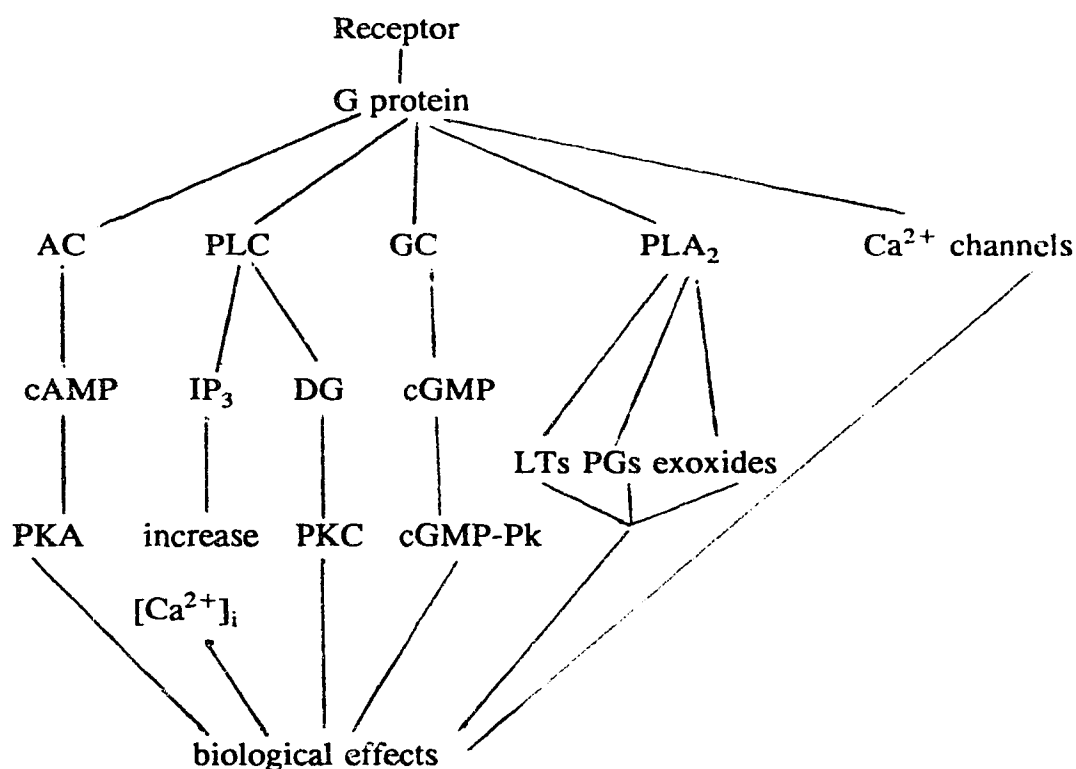 Receptor
G protein
AC PLC GC PLA₂ Ca²⁺ channels
cAMP IP₃ DG cGMP
LTs PGs exoxides
PKA increase PKC cGMP-Pk
[Ca²⁺]ᵢ
biological effects